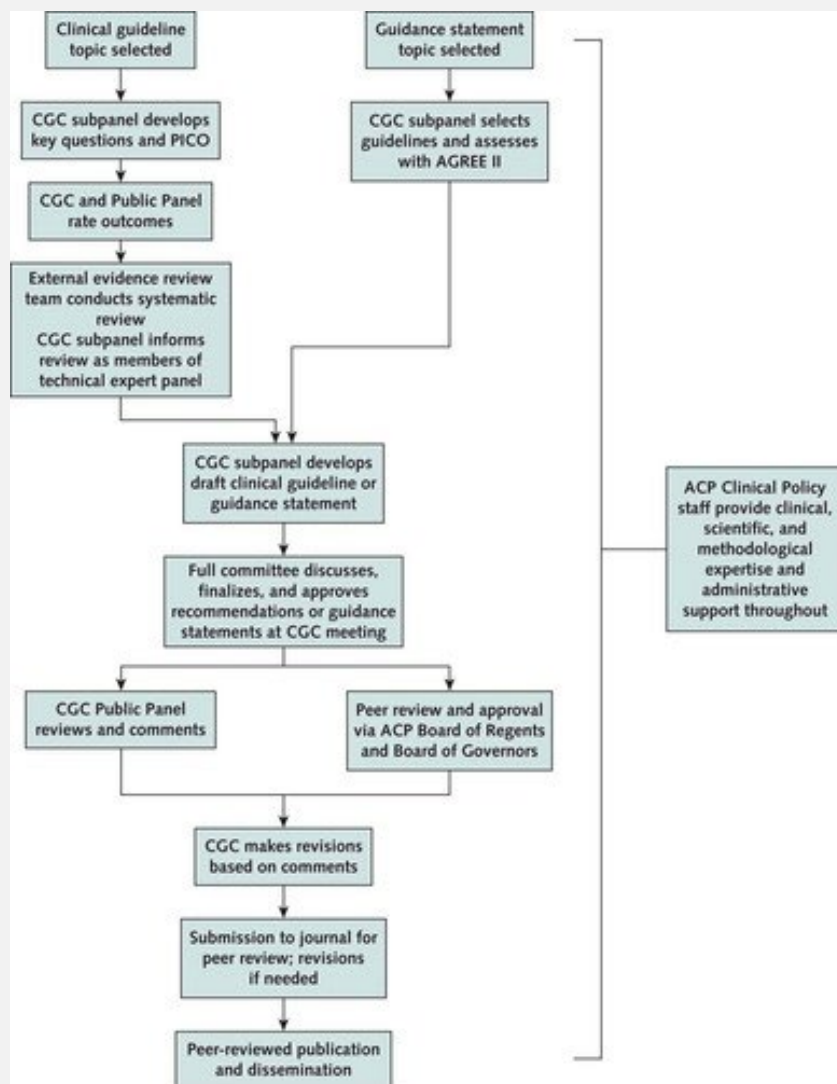 Clinical guideline
topic selected
Guidance statement
topic selected
CGC subpanel develops
key questions and PICO
CGC subpanel selects
guidelines and assesses
with AGREE II
CGC and Public Panel
rate outcomes
External evidence review
team conducts systematic
review
CGC subpanel informs
review as members of
technical expert panel
CGC subpanel develops
draft clinical guideline or
guidance statement
ACP Clinical Policy
staff provide clinical,
scientific, and
methodological
expertise and
administrative
support throughout
Full committee discusses,
finalizes, and approves
recommendations or guidance
statements at CGC meeting
CGC Public Panel
reviews and comments
Peer review and approval
via ACP Board of Regents
and Board of Governors
CGC makes revisions
based on comments
Submission to journal for
peer review; revisions
if needed
Peer-reviewed publication
and dissemination